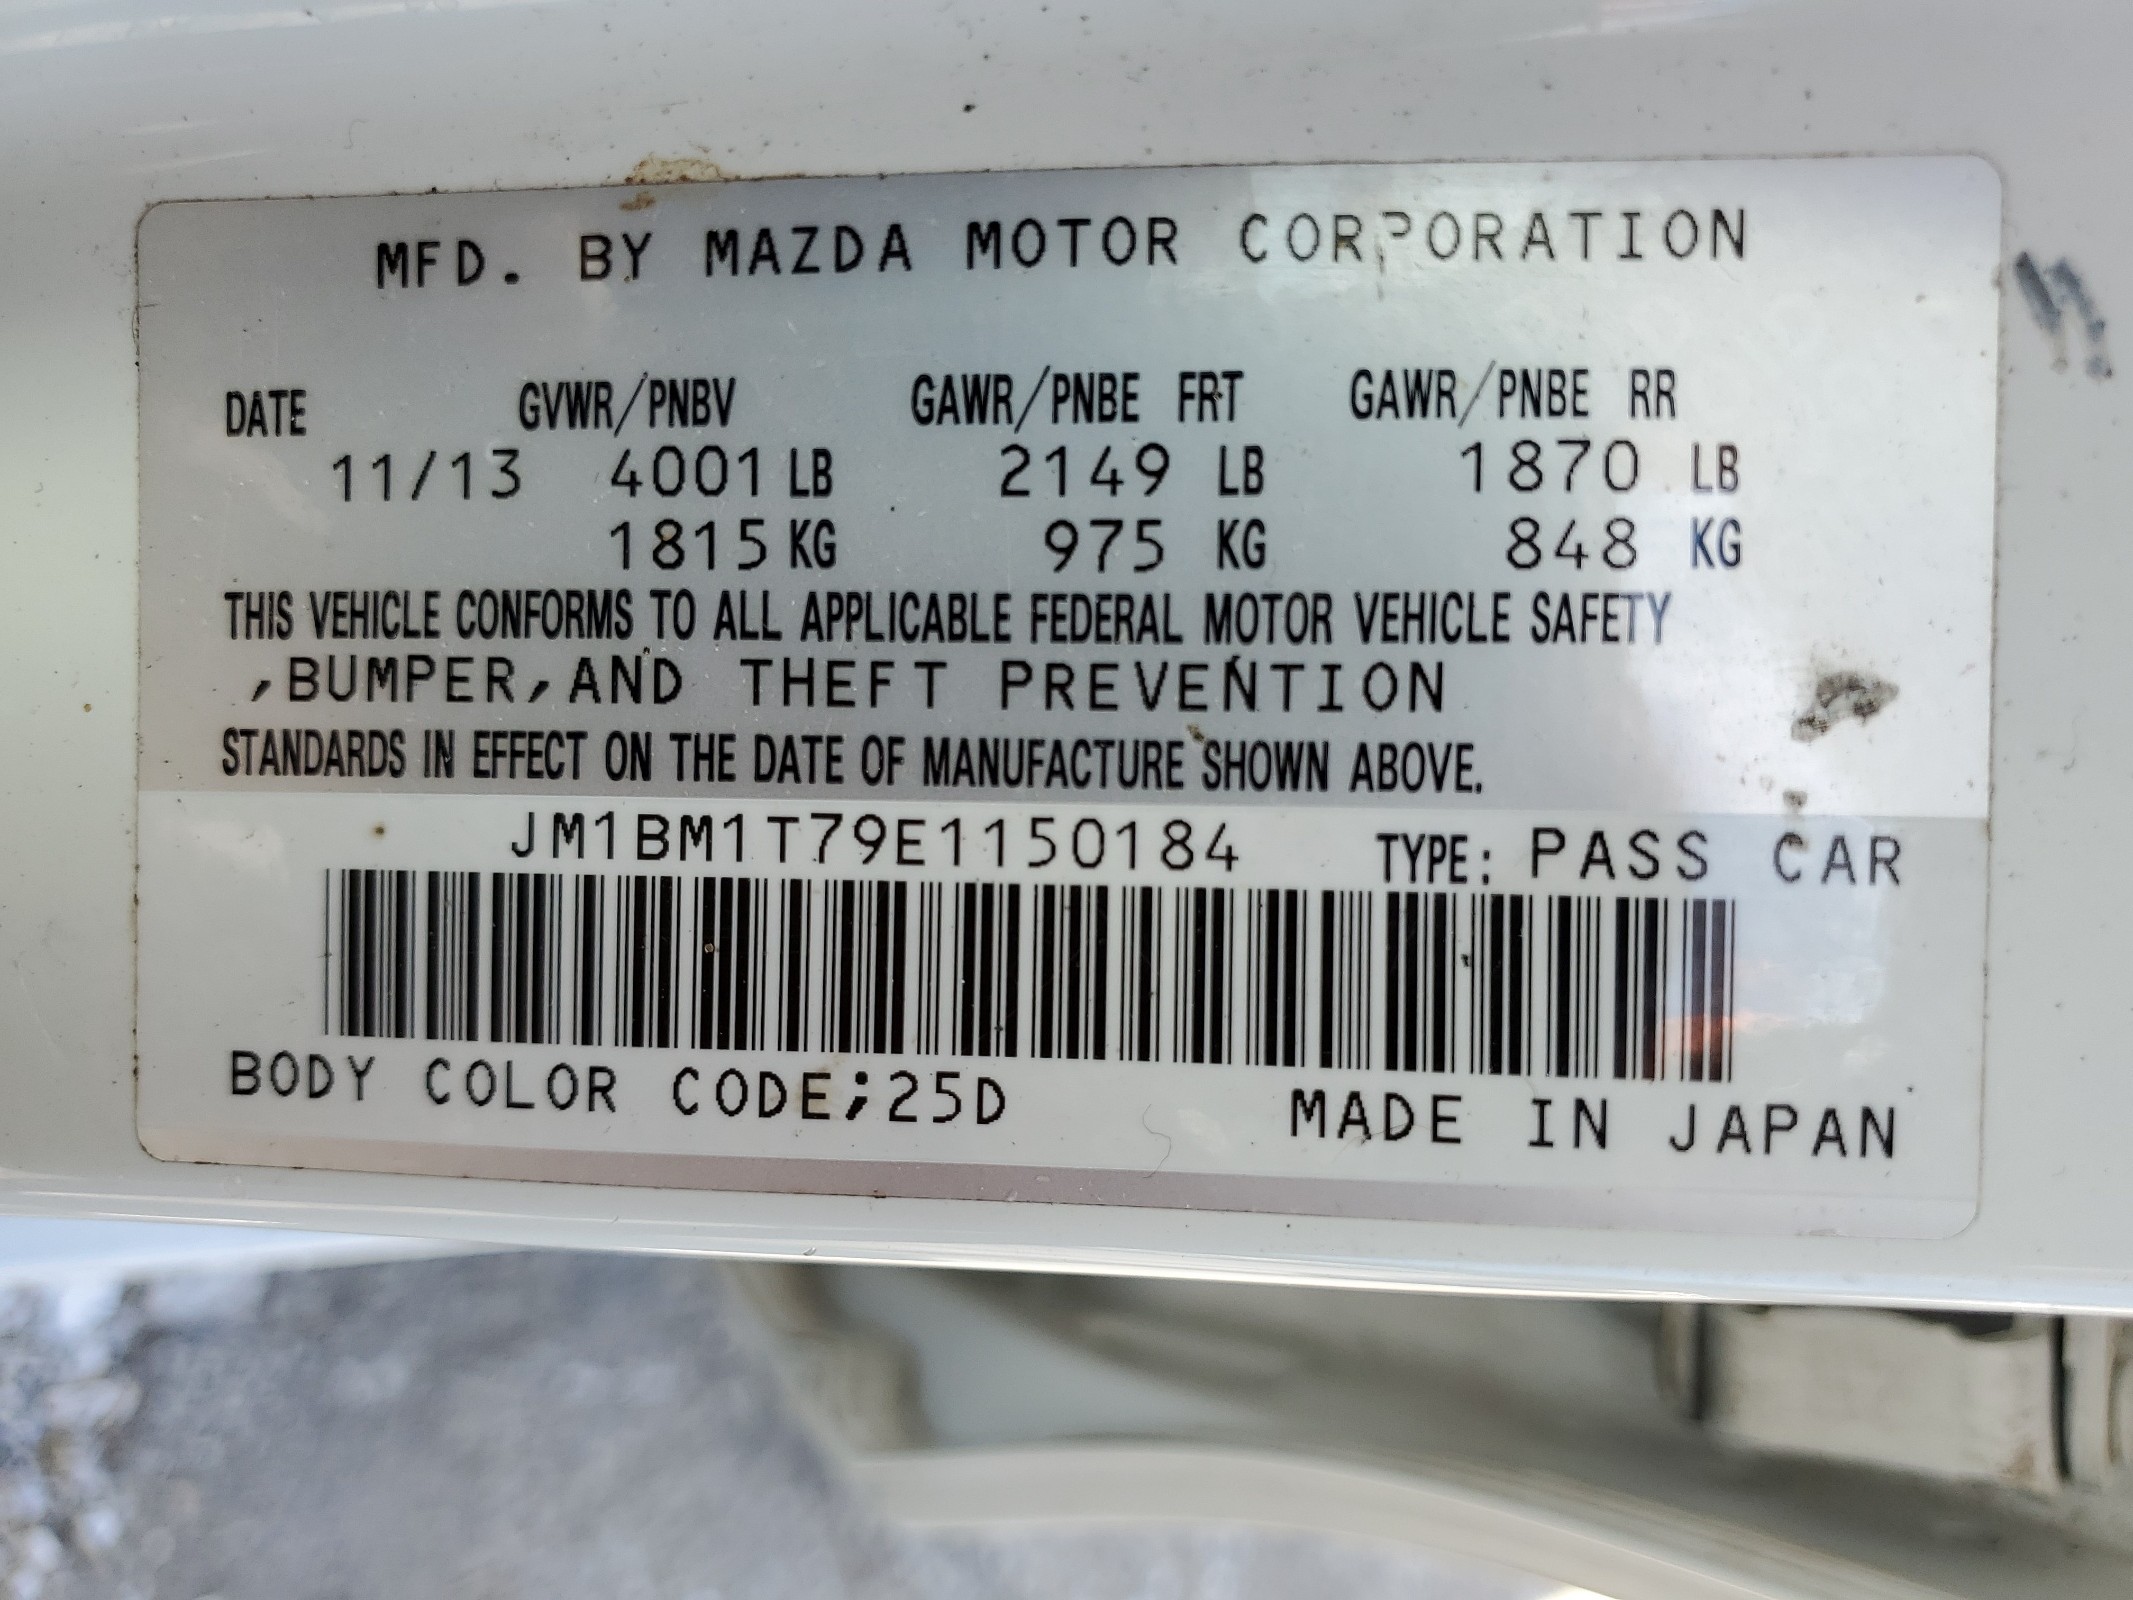 MFD. BY MAZDA MOTOR CORPORATION
DATE GVWR/PNBV GAWR/PNBE FRT GAWR/PNBE RR
11/13 4001 LB 2149 LB 1870 LB
1815 KG 975 KG 848 KG
THIS VEHICLE CONFORMS TO ALL APPLICABLE FEDERAL MOTOR VEHICLE SAFETY
,BUMPER,AND THEFT PREVENTION
STANDARDS IN EFFECT ON THE DATE OF MANUFACTURE SHOWN ABOVE.
JM1BM1T79E1150184 TYPE: PASS CAR
BODY COLOR CODE;25D MADE IN JAPAN